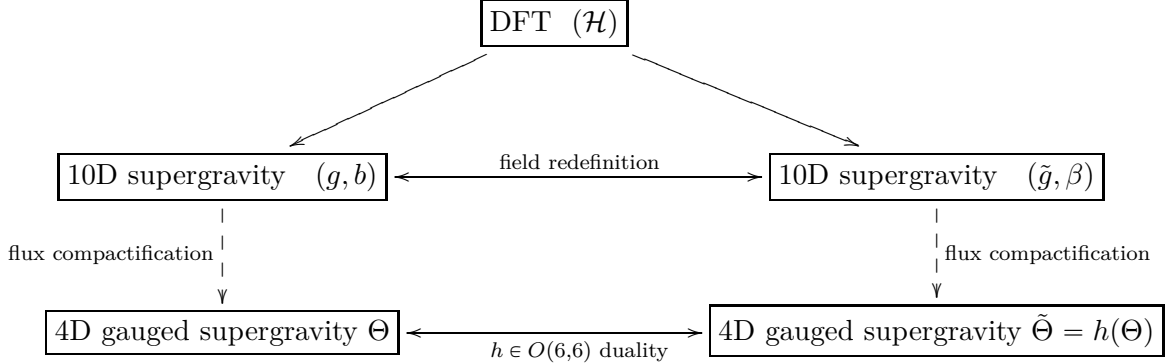 DFT (ℋ)
10D supergravity (g, b)
field redefinition
10D supergravity (g̃, β)
flux compactification
flux compactification
4D gauged supergravity Θ
h ∈ O(6,6) duality
4D gauged supergravity Θ̃ = h(Θ)